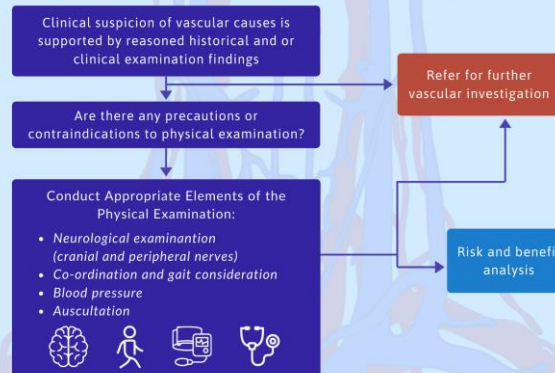 Clinical suspicion of vascular causes is
supported by reasoned historical and or
clinical examination findings
Refer for further
vascular investigation
Are there any precautions or
contraindications to physical examination?
Conduct Appropriate Elements of the
Physical Examination:
• Neurological examinantion
(cranial and peripheral nerves)
• Co-ordination and gait consideration
• Blood pressure
• Auscultation
Risk and
analysis